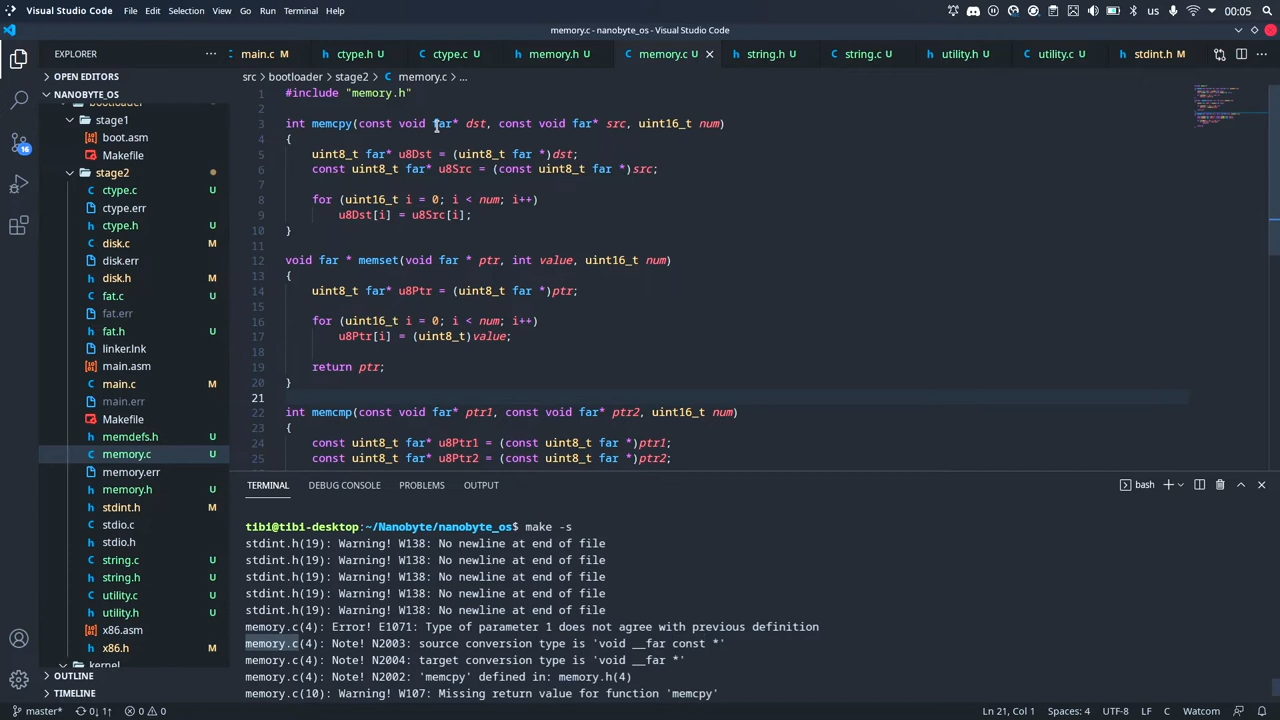 Visual Studio Code File Edit Selection View Go Run Terminal Help us 00:05
memory.c - nanobyte_os - Visual Studio Code
EXPLORER ... main.c M ctype.h U ctype.c U memory.h U memory.c U string.h U string.c U utility.h U utility.c U stdint.h M ...
OPEN EDITORS
src > bootloader > stage2 > memory.c > ...
NANOBYTE_OS
bootloader
stage1
boot.asm
Makefile
stage2
ctype.c U
ctype.err
ctype.h U
disk.c M
disk.err
disk.h M
fat.c U
fat.err
fat.h U
linker.lnk
main.asm
main.c M
main.err
Makefile
memdefs.h U
memory.c U
memory.err
memory.h U
stdint.h M
stdio.c
stdio.h
string.c U
string.h U
utility.c U
utility.h U
x86.asm
x86.h M
kernel
OUTLINE
TIMELINE
16
1 #include "memory.h"
2
3 int memcpy(const void far* dst, const void far* src, uint16_t num)
4 {
5 uint8_t far* u8Dst = (uint8_t far *)dst;
6 const uint8_t far* u8Src = (const uint8_t far *)src;
7
8 for (uint16_t i = 0; i < num; i++)
9 u8Dst[i] = u8Src[i];
10 }
11
12 void far * memset(void far * ptr, int value, uint16_t num)
13 {
14 uint8_t far* u8Ptr = (uint8_t far *)ptr;
15
16 for (uint16_t i = 0; i < num; i++)
17 u8Ptr[i] = (uint8_t)value;
18
19 return ptr;
20 }
21
22 int memcmp(const void far* ptr1, const void far* ptr2, uint16_t num)
23 {
24 const uint8_t far* u8Ptr1 = (const uint8_t far *)ptr1;
25 const uint8_t far* u8Ptr2 = (const uint8_t far *)ptr2;
TERMINAL DEBUG CONSOLE PROBLEMS OUTPUT bash
tibi@tibi-desktop:~/Nanobyte/nanobyte_os$ make -s
stdint.h(19): Warning! W138: No newline at end of file
stdint.h(19): Warning! W138: No newline at end of file
stdint.h(19): Warning! W138: No newline at end of file
stdint.h(19): Warning! W138: No newline at end of file
stdint.h(19): Warning! W138: No newline at end of file
memory.c(4): Error! E1071: Type of parameter 1 does not agree with previous definition
memory.c(4): Note! N2003: source conversion type is 'void __far const *'
memory.c(4): Note! N2004: target conversion type is 'void __far *'
memory.c(4): Note! N2002: 'memcpy' defined in: memory.h(4)
memory.c(10): Warning! W107: Missing return value for function 'memcpy'
master* 0↓ 1↑ 0 0 Ln 21, Col 1 Spaces: 4 UTF-8 LF C Watcom